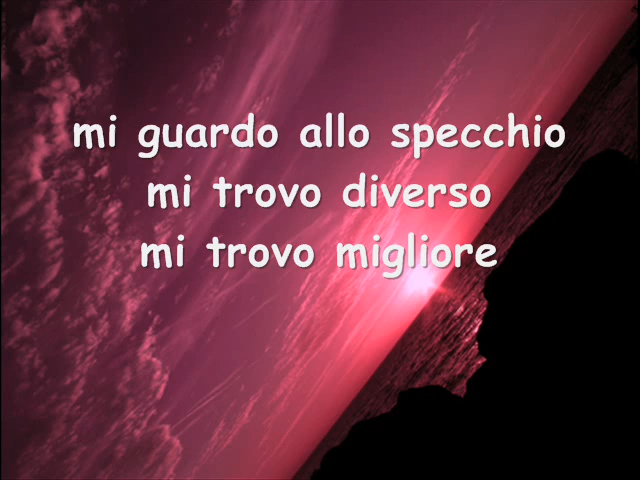 mi guardo allo specchio
mi trovo diverso
mi trovo migliore